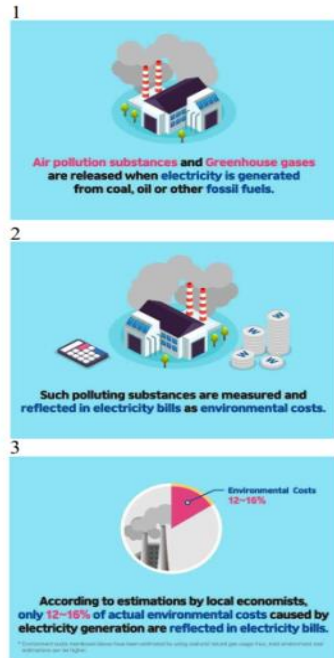 1
Air pollution substances and Greenhouse gases
are released when electricity is generated
from coal, oil or other fossil fuels.
2
Such polluting substances are measured and
reflected in electricity bills as environmental costs.
3
Environmental Costs
12~16%
According to estimations by local economists,
only 12~16% of actual environmental costs caused by
electricity generation are reflected in electricity bills.